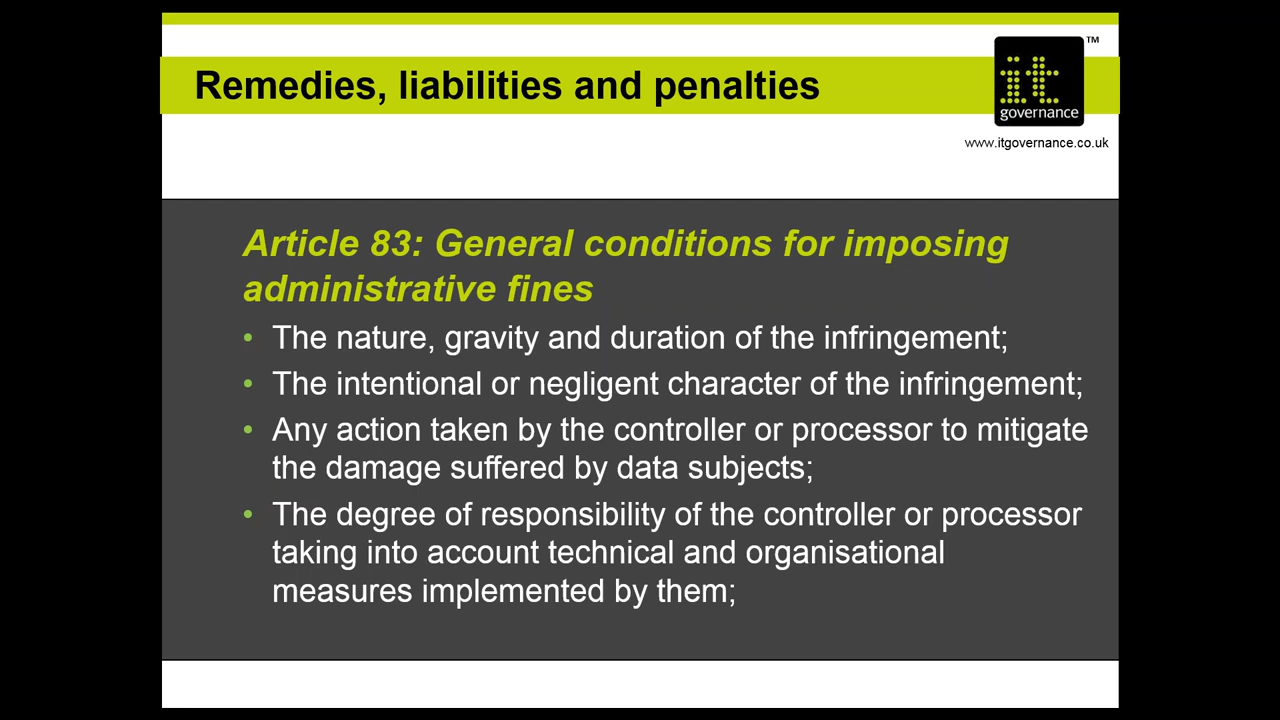 Remedies, liabilities and penalties
TM
it
governance
www.itgovernance.co.uk
Article 83: General conditions for imposing
administrative fines
• The nature, gravity and duration of the infringement;
• The intentional or negligent character of the infringement;
• Any action taken by the controller or processor to mitigate
the damage suffered by data subjects;
• The degree of responsibility of the controller or processor
taking into account technical and organisational
measures implemented by them;